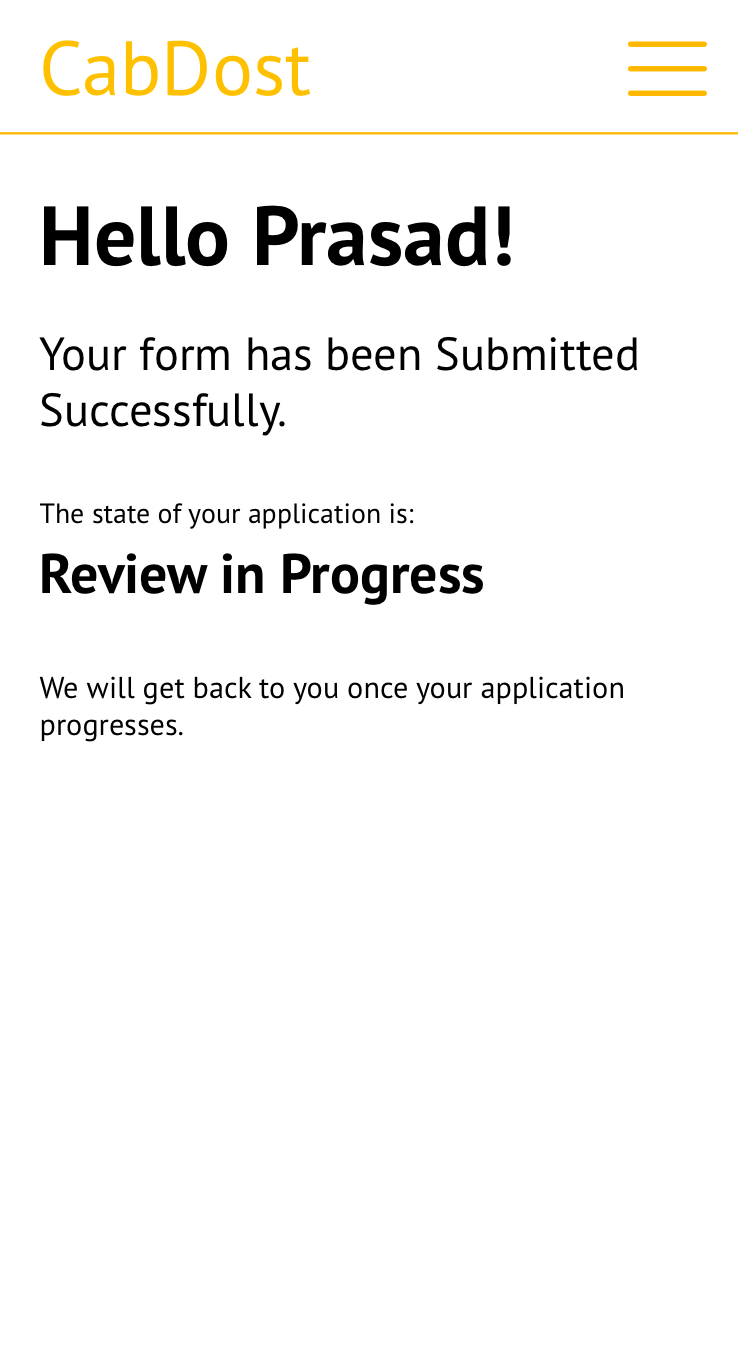 CabDost
Hello Prasad!
Your form has been Submitted
Successfully.
The state of your application is:
Review in Progress
We will get back to you once your application
progresses.